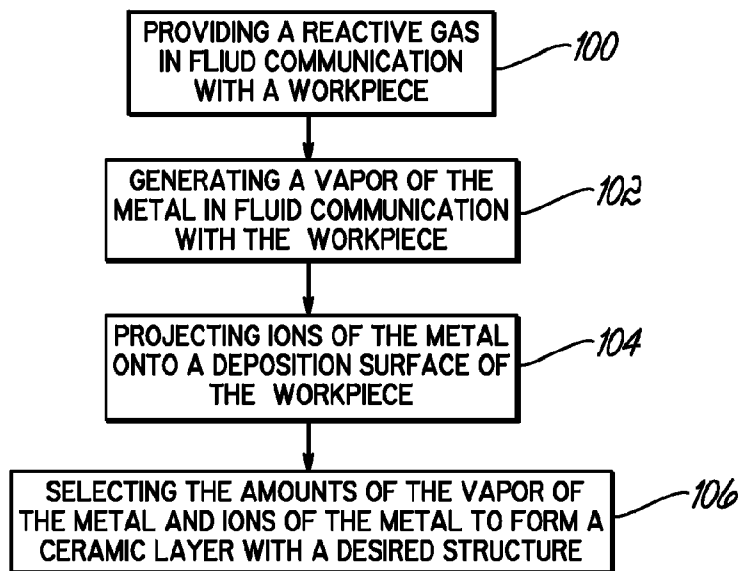 PROVIDING A REACTIVE GAS
IN FLIUD COMMUNICATION
WITH A WORKPIECE
100
GENERATING A VAPOR OF THE
METAL IN FLUID COMMUNICATION
WITH THE WORKPIECE
102
PROJECTING IONS OF THE METAL
ONTO A DEPOSITION SURFACE OF
THE WORKPIECE
104
SELECTING THE AMOUNTS OF THE VAPOR OF
THE METAL AND IONS OF THE METAL TO FORM A
CERAMIC LAYER WITH A DESIRED STRUCTURE
106